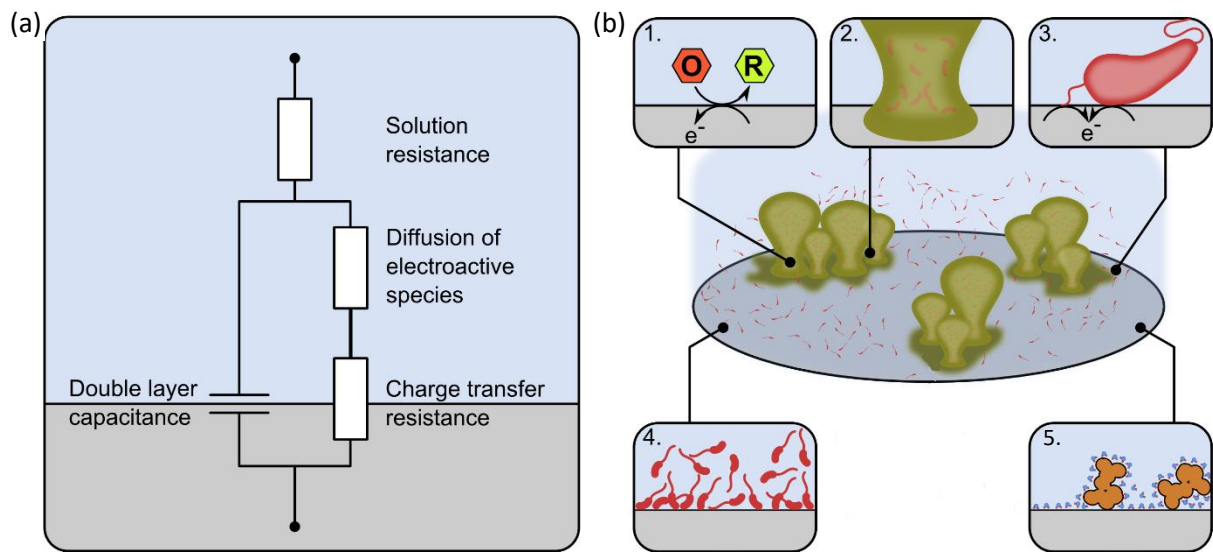 (a)
Solution
resistance
Diffusion of
electroactive
species
Double layer
capacitance
Charge transfer
resistance
(b)
1.
O R
e-
2.
3.
e-
4.
5.